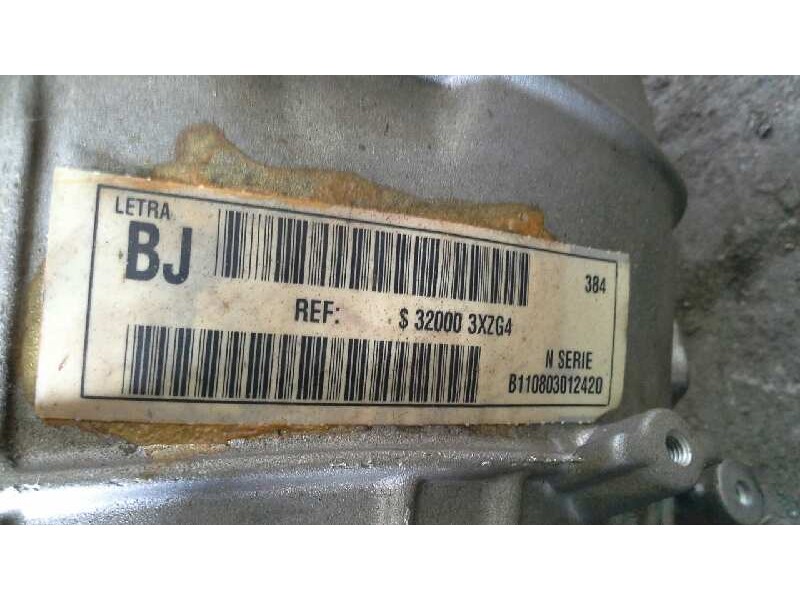 LETRA
BJ
384
REF: $ 32000 3XZG4
N SERIE
B110803012420